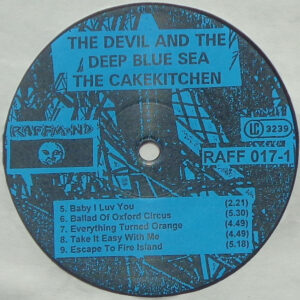 THE DEVIL AND THE
DEEP BLUE SEA
THE CAKEKITCHEN
LC 3239
RAFFMOND
RAFF 017-1
5. Baby I Luv You (2.21)
6. Ballad Of Oxford Circus (5.30)
7. Everything Turned Orange (4.49)
8. Take It Easy With Me (4.49)
9. Escape To Fire Island (5.18)